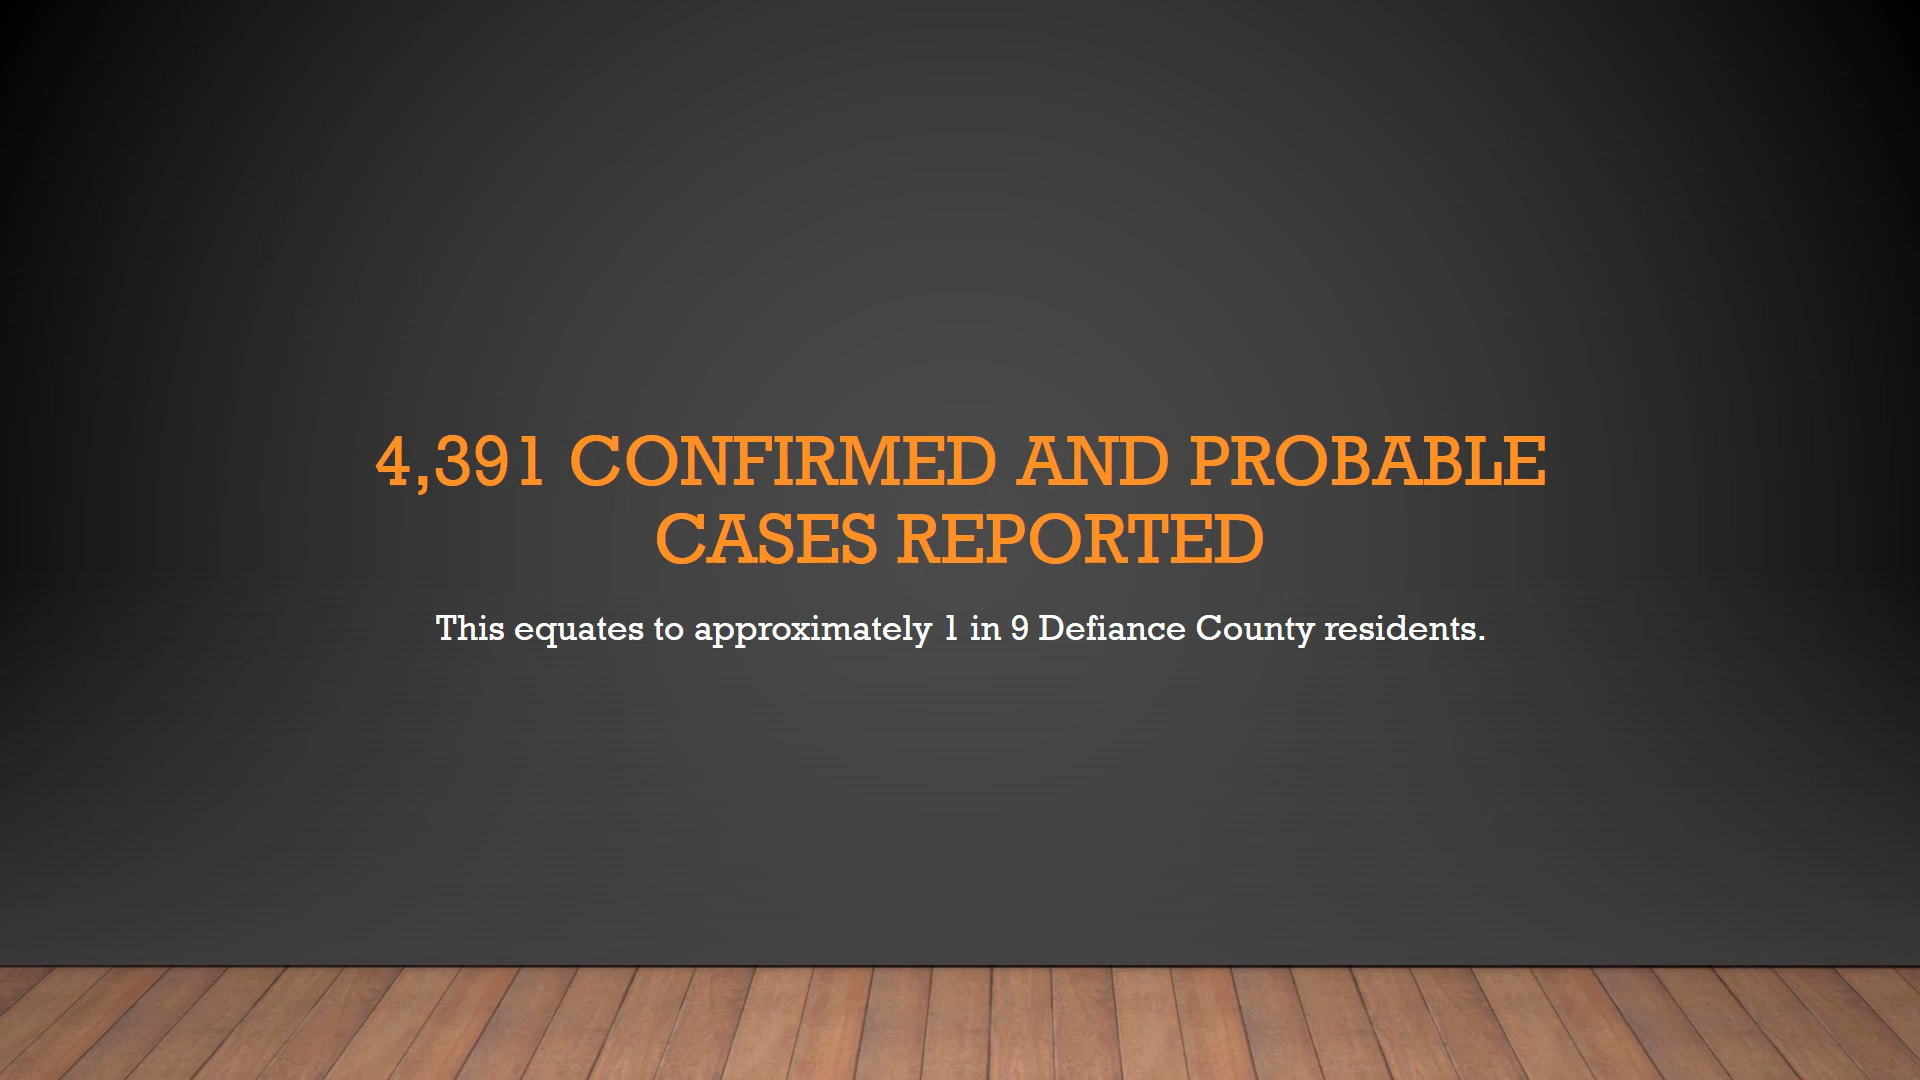 4,391 CONFIRMED AND PROBABLE
CASES REPORTED
This equates to approximately 1 in 9 Defiance County residents.